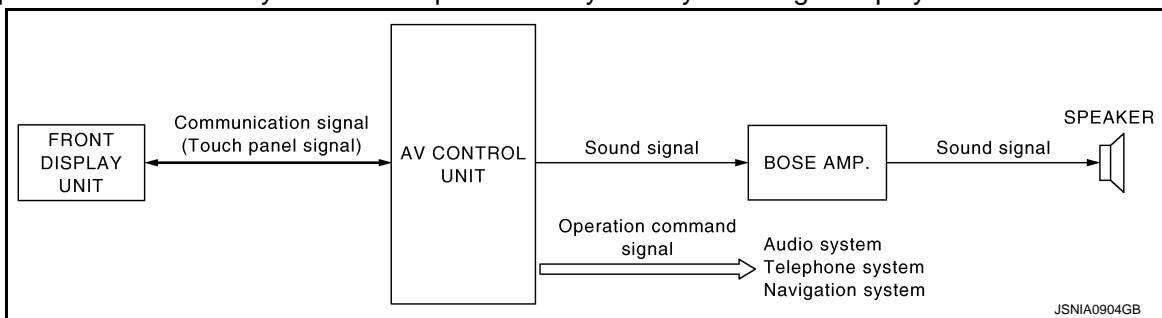 FRONT
DISPLAY
UNIT
Communication signal
(Touch panel signal)
AV CONTROL
UNIT
Sound signal
BOSE AMP.
Sound signal
SPEAKER
Operation command
signal
Audio system
Telephone system
Navigation system
JSNIA0904GB